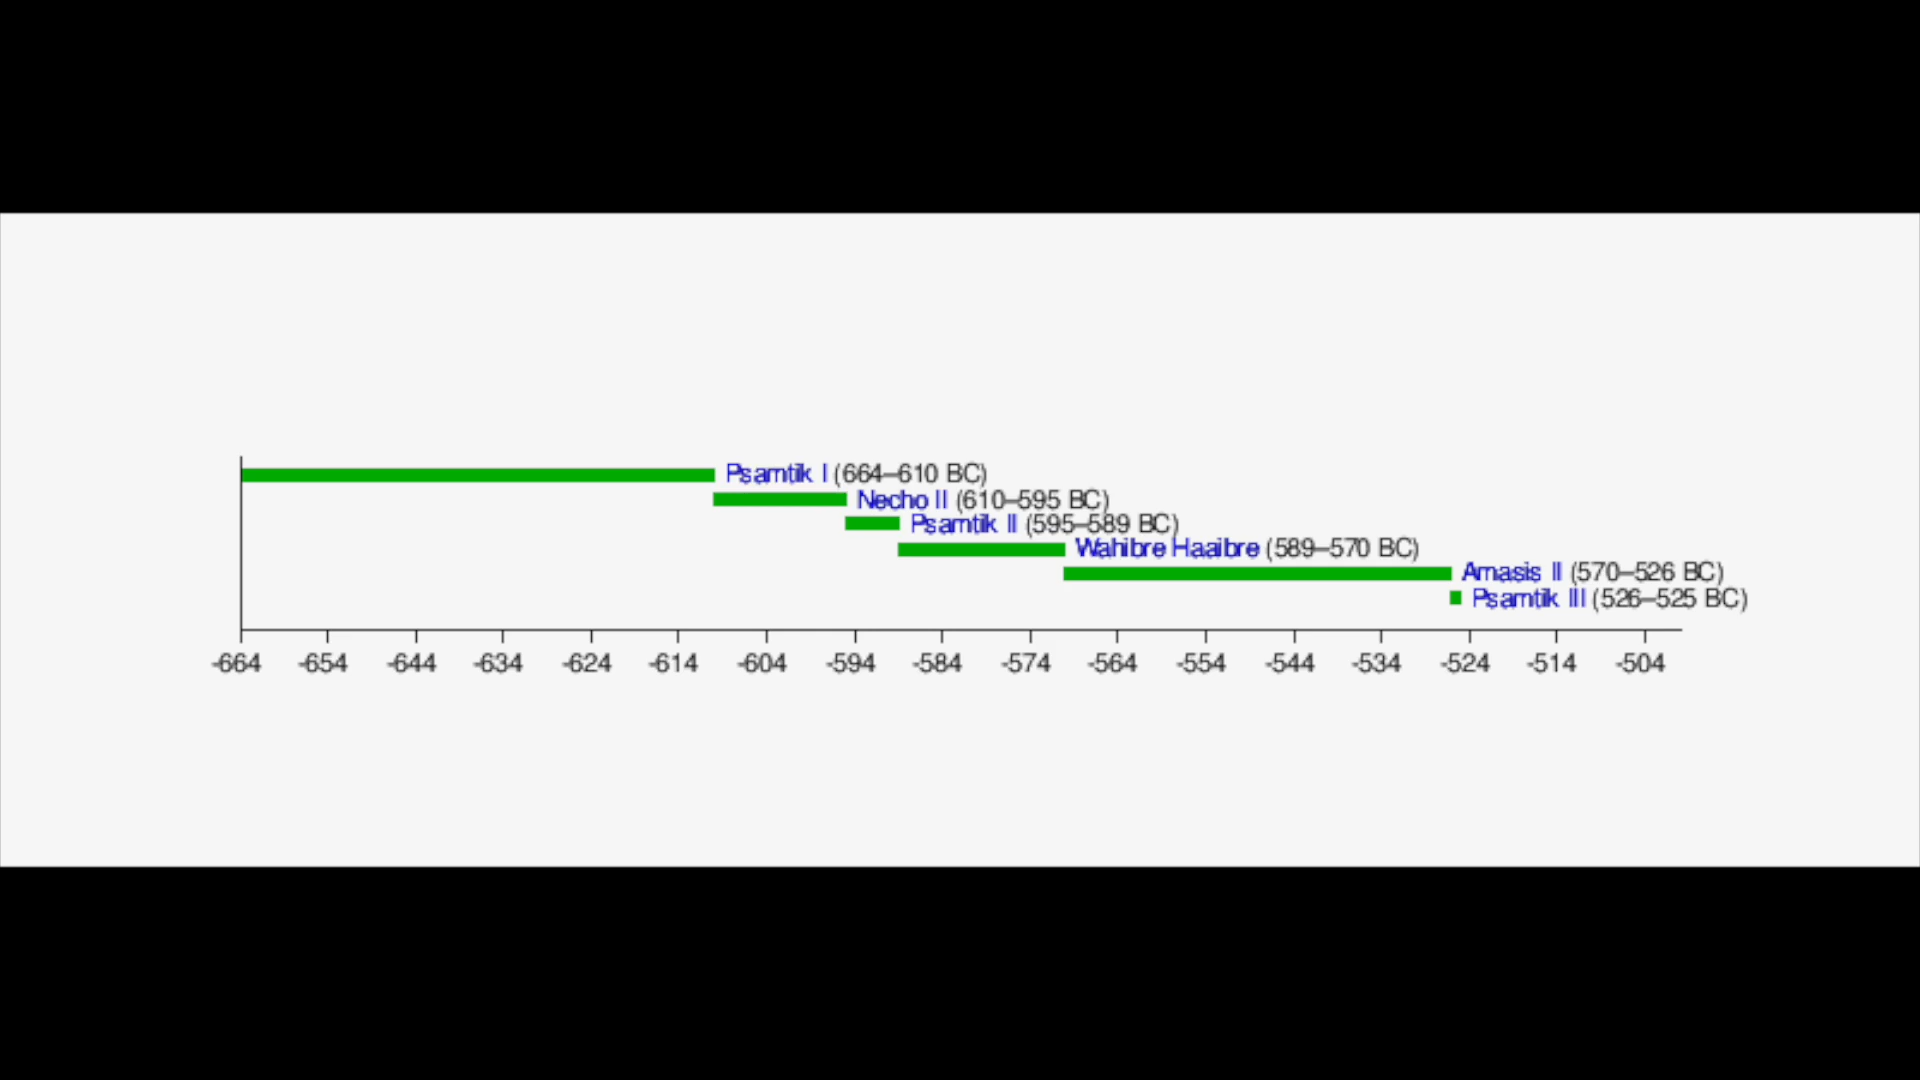 Psamtik I (664–610 BC)
Necho II (610–595 BC)
Psamtik II (595–589 BC)
Wahibre Haaibre (589–570 BC)
Amasis II (570–526 BC)
Psamtik III (526–525 BC)
-664 -654 -644 -634 -624 -614 -604 -594 -584 -574 -564 -554 -544 -534 -524 -514 -504